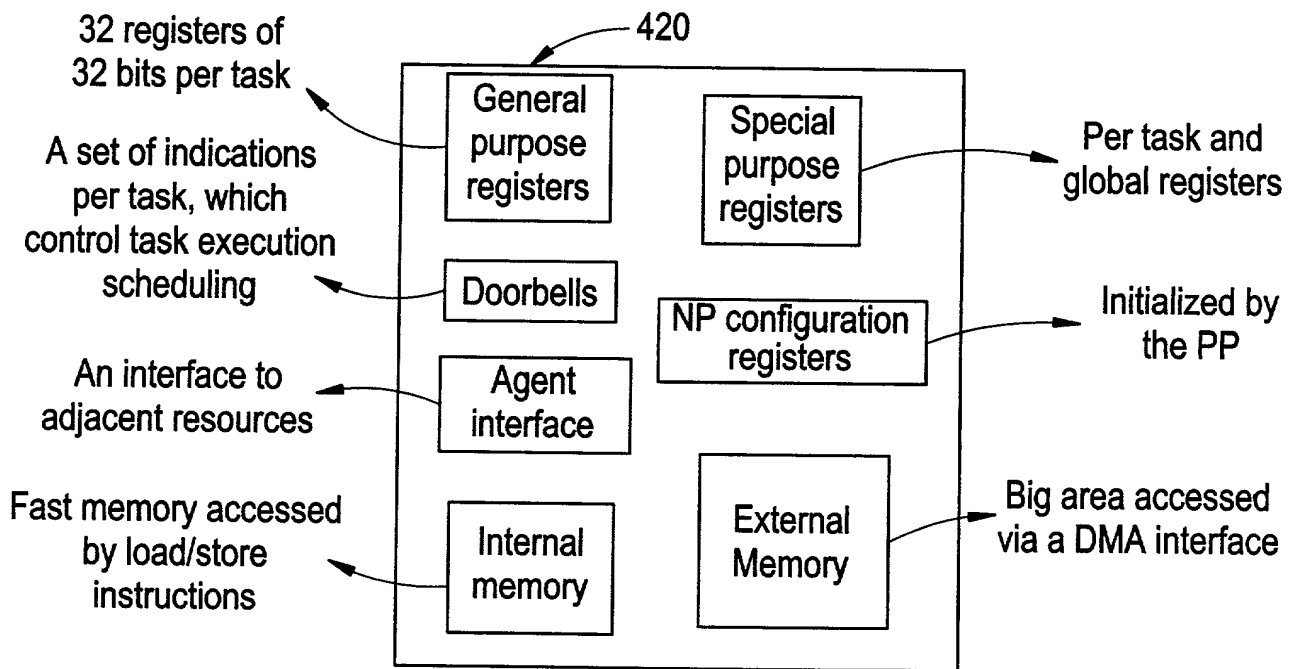 32 registers of
32 bits per task
420
General
purpose
registers
Special
purpose
registers
Per task and
global registers
A set of indications
per task, which
control task execution
scheduling
Doorbells
NP configuration
registers
Initialized by
the PP
An interface to
adjacent resources
Agent
interface
Fast memory accessed
by load/store
instructions
Internal
memory
External
Memory
Big area accessed
via a DMA interface